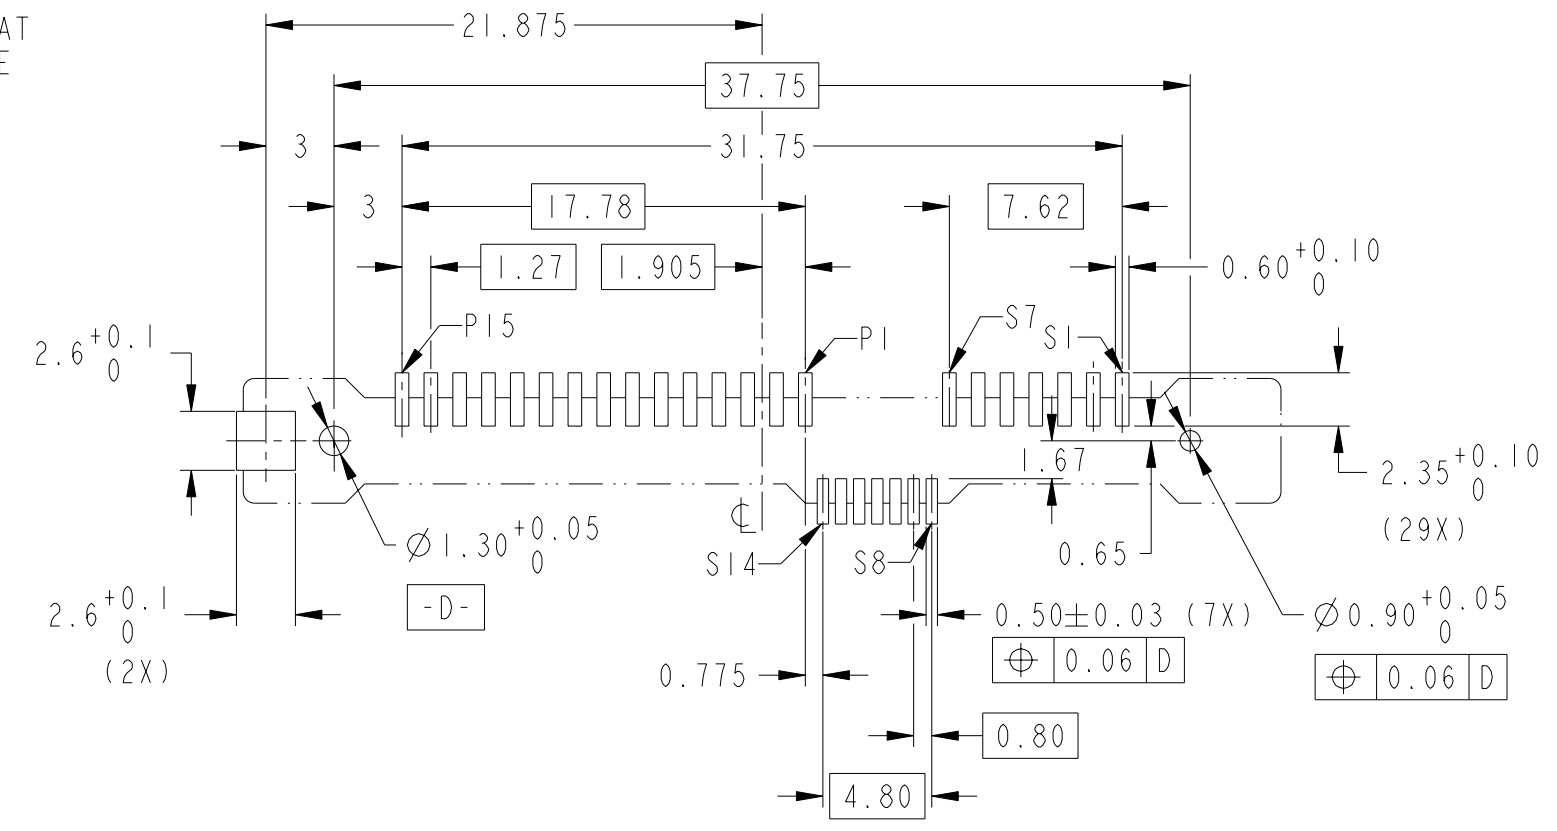 AT
E
21.875
37.75
3
31.75
3
17.78
7.62
1.27
1.905
0.60 +0.10
0
P15
P1
S7
S1
2.6 +0.1
0
1.67
2.35 +0.10
0
(29X)
℄
Ø1.30 +0.05
0
S14
S8
0.65
-D-
2.6 +0.1
0
(2X)
0.50±0.03 (7X)
⌖ 0.06 D
Ø0.90 +0.05
0
⌖ 0.06 D
0.775
0.80
4.80